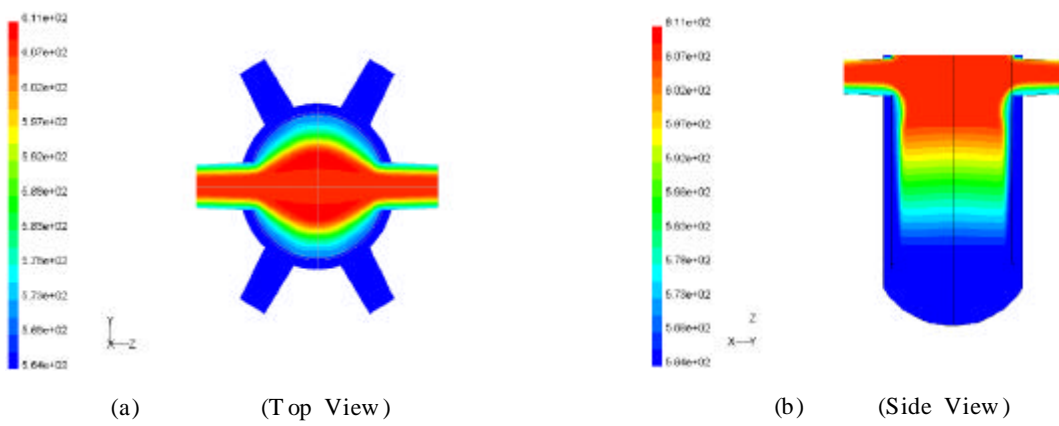 6.11e+02
6.07e+02
6.02e+02
5.97e+02
5.92e+02
5.88e+02
5.83e+02
5.78e+02
5.73e+02
5.68e+02
5.64e+02
Y
X Z
(a) (Top View)
6.11e+02
6.07e+02
6.02e+02
5.97e+02
5.92e+02
5.88e+02
5.83e+02
5.78e+02
5.73e+02
5.68e+02
5.64e+02
Z
X Y
(b) (Side View)